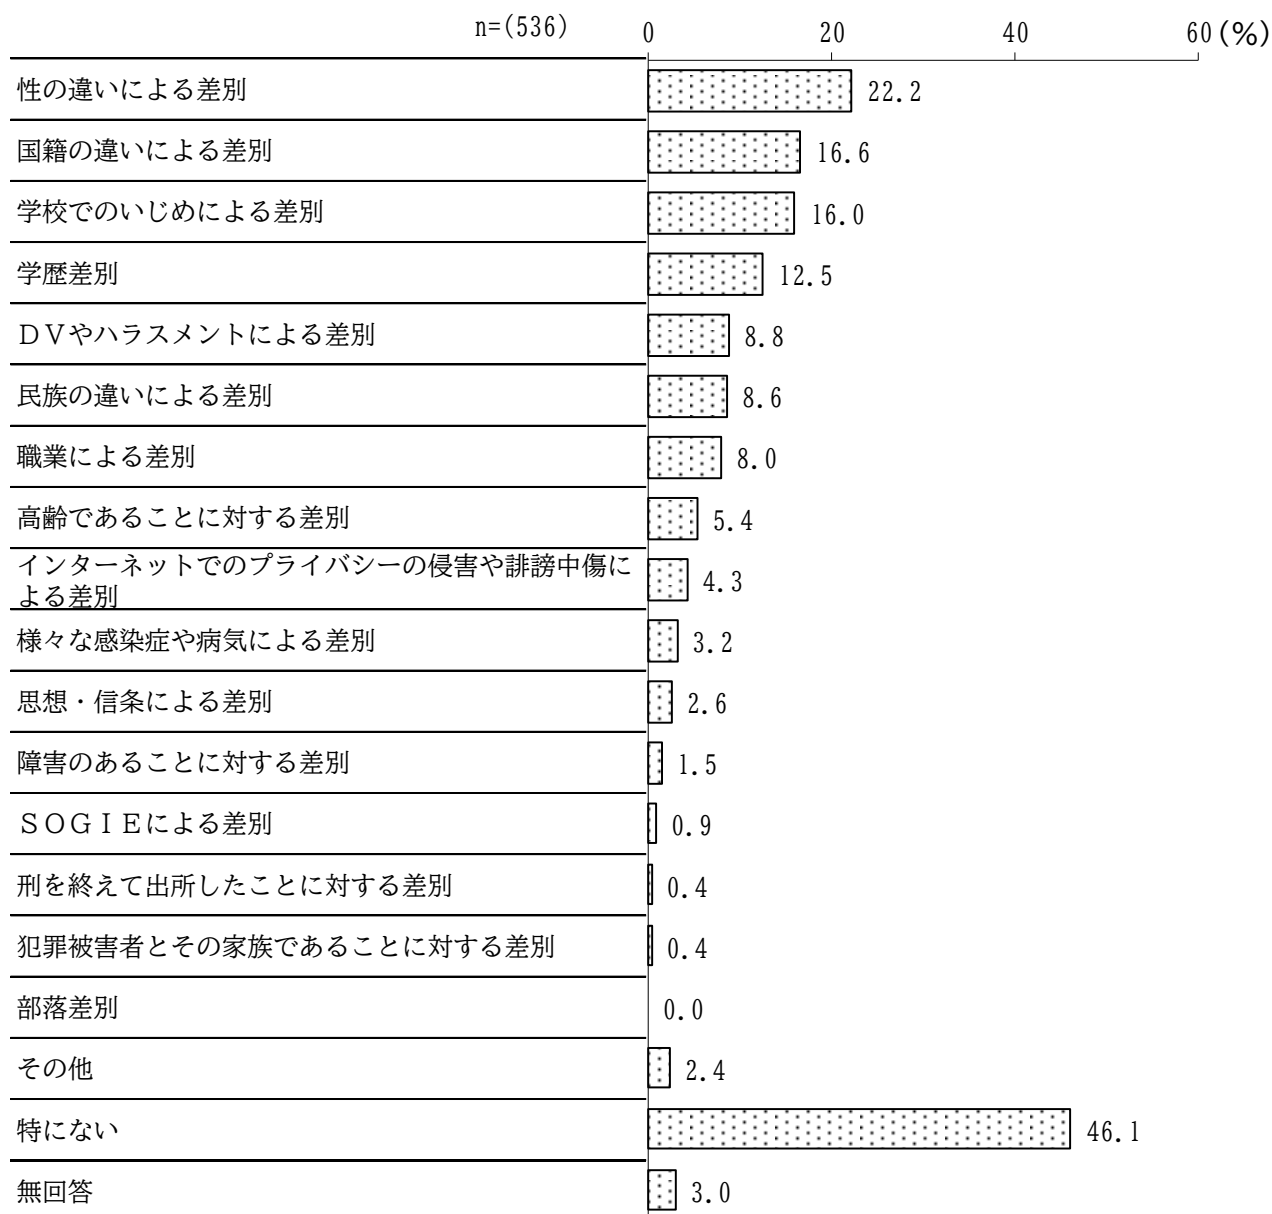 n=(536)
0 20 40 60 (%)
性の違いによる差別 22.2
国籍の違いによる差別 16.6
学校でのいじめによる差別 16.0
学歴差別 12.5
ＤＶやハラスメントによる差別 8.8
民族の違いによる差別 8.6
職業による差別 8.0
高齢であることに対する差別 5.4
インターネットでのプライバシーの侵害や誹謗中傷に
よる差別 4.3
様々な感染症や病気による差別 3.2
思想・信条による差別 2.6
障害のあることに対する差別 1.5
ＳＯＧＩＥによる差別 0.9
刑を終えて出所したことに対する差別 0.4
犯罪被害者とその家族であることに対する差別 0.4
部落差別 0.0
その他 2.4
特にない 46.1
無回答 3.0